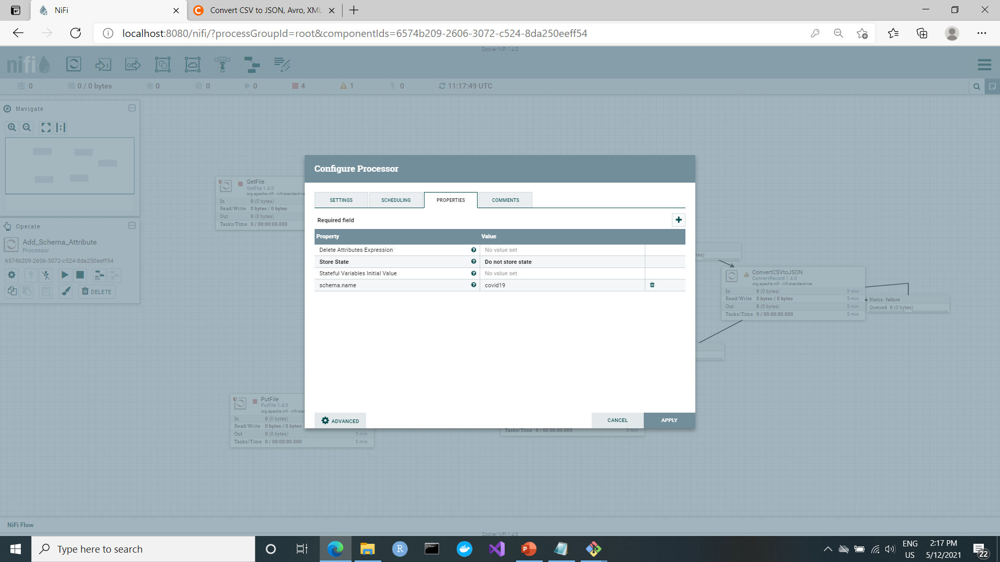 NiFi
Convert CSV to JSON, Avro, XML
localhost:8080/nifi/?processGroupId=root&componentIds=6574b209-2606-3072-c524-8da250eeff54
Docker NiFi 1.4.0
nifi
0
0 / 0 bytes
0
0
0
4
1
0
11:17:49 UTC
Navigate
Operate
Add_Schema_Attribute
Processor
6574b209-2606-3072-c524-8da250eeff54
DELETE
GetFile
GetFile 1.4.0
org.apache.nifi - nifi-standard-na
In 0 (0 bytes)
Read/Write 0 bytes / 0 bytes
Out 0 (0 bytes)
Tasks/Time 0 / 00:00:00.000
Configure Processor
SETTINGS
SCHEDULING
PROPERTIES
COMMENTS
Required field
Property Value
Delete Attributes Expression No value set
Store State Do not store state
Stateful Variables Initial Value No value set
schema.name covid19
ADVANCED
CANCEL
APPLY
tes)
ConvertCSVtoJSON
ConvertRecord 1.4.0
org.apache.nifi - nifi-standard-nar
In 0 (0 bytes) 5 min
Read/Write 0 bytes / 0 bytes 5 min
Out 0 (0 bytes) 5 min
Tasks/Time 0 / 00:00:00.000 5 min
Name failure
Queued 0 (0 bytes)
PutFile
PutFile 1.4.0
org.apache.nifi - nifi-star
In 0 (0 bytes)
Read/Write 0 bytes / 0 bytes
Out 0 (0 bytes) 5 min
Tasks/Time 0 / 00:00:00.000 5 min
Tasks/Time 0 / 00:00:00.000 5 min
NiFi Flow
Docker NiFi 1.4.0
Type here to search
R
P
ENG
US
2:17 PM
5/12/2021
22